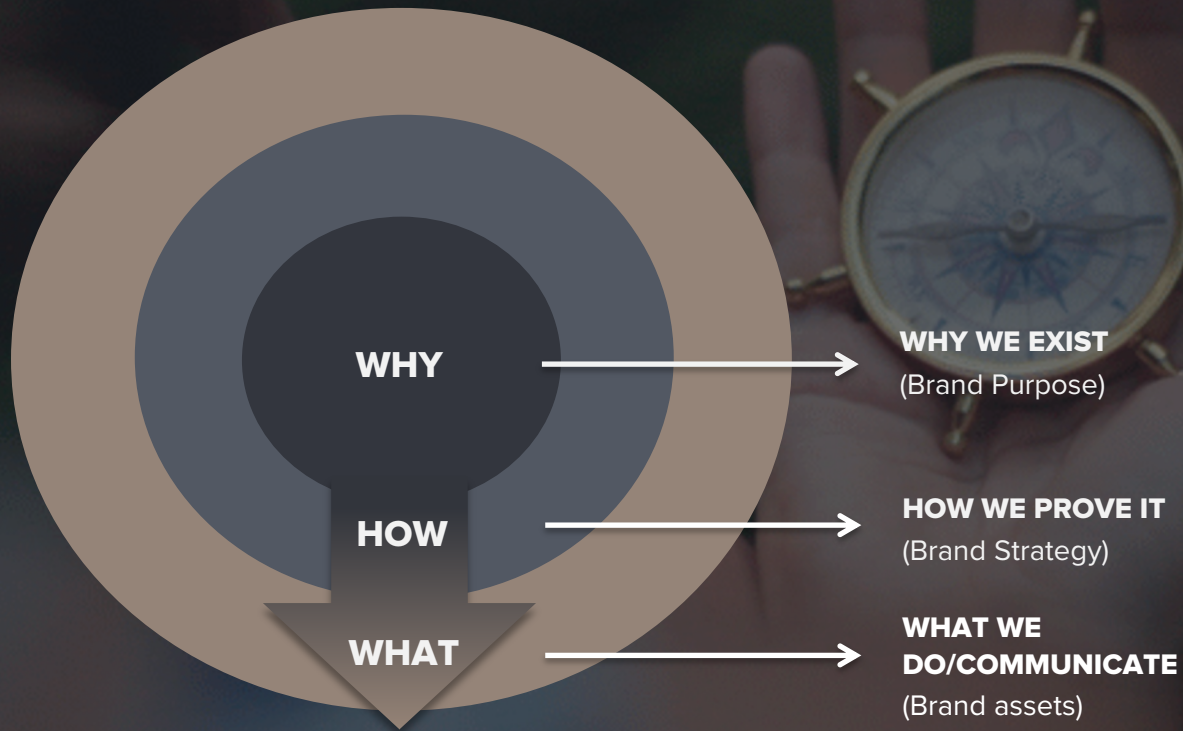 WHY
WHY WE EXIST
(Brand Purpose)
HOW
HOW WE PROVE IT
(Brand Strategy)
WHAT
WHAT WE
DO/COMMUNICATE
(Brand assets)